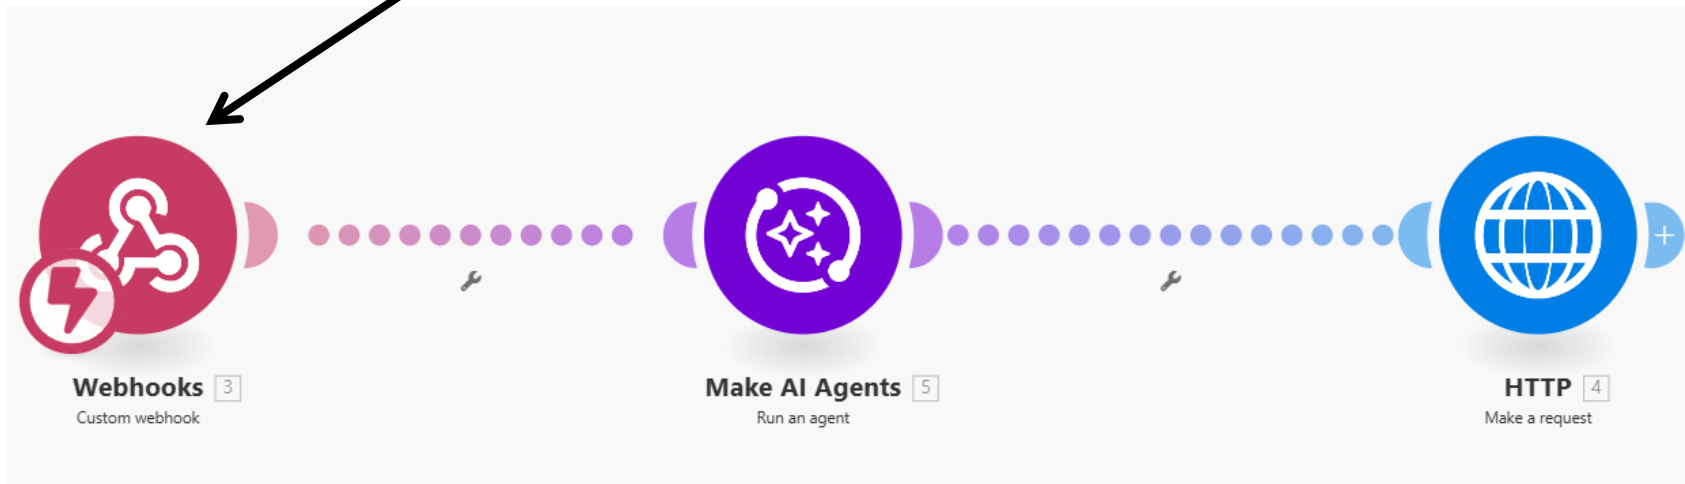 Webhooks 3
Custom webhook
Make AI Agents 5
Run an agent
HTTP 4
Make a request